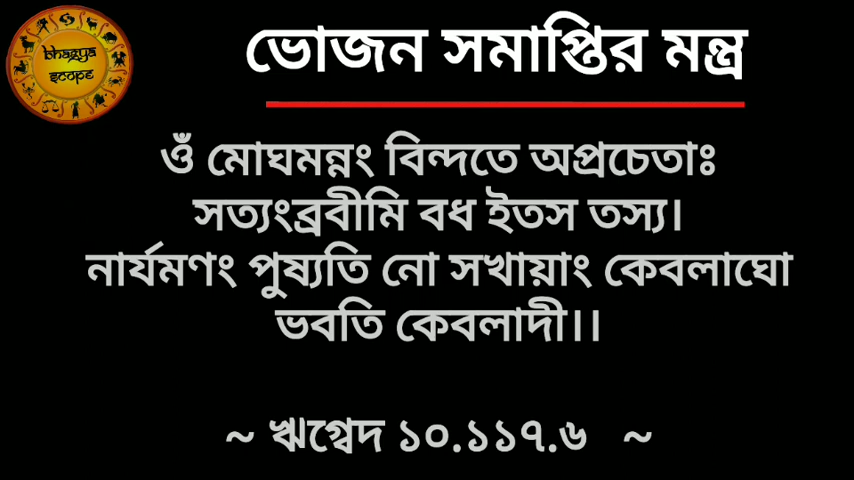 bhagya
scope
ভোজন সমাপ্তির মন্ত্র
ওঁ মোঘমন্নং বিন্দতে অপ্রচেতাঃ
সত্যংব্রবীমি বধ ইতস তস্য।
নার্যমণং পুষ্যতি নো সখায়াং কেবলাঘো
ভবতি কেবলাদী।।
~ ঋগ্বেদ ১০.১১৭.৬ ~